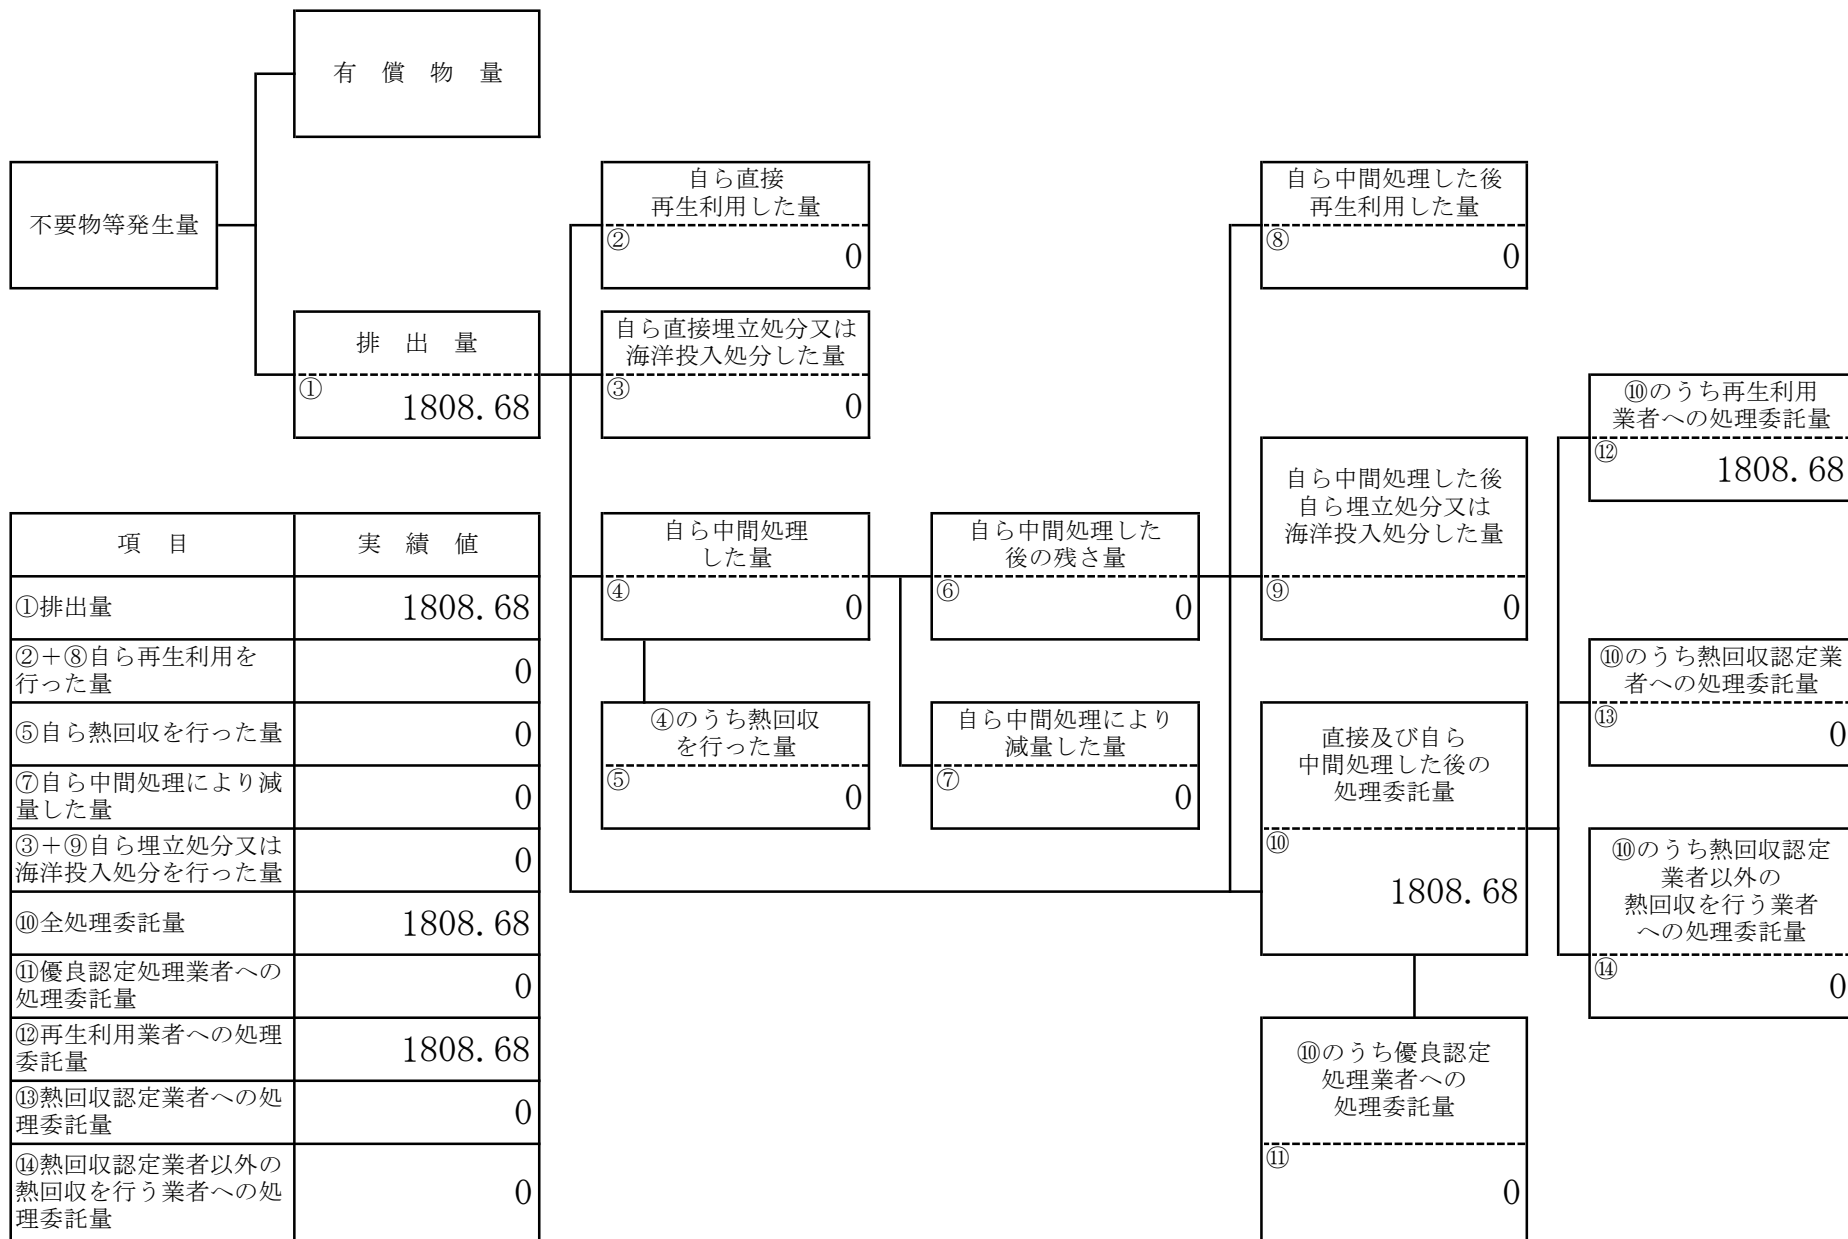 有 償 物 量
不要物等発生量
排 出 量
①
1808.68
自ら直接
再生利用した量
②
0
自ら直接埋立処分又は
海洋投入処分した量
③
0
自ら中間処理
した量
④
0
④のうち熱回収
を行った量
⑤
0
自ら中間処理した
後の残さ量
⑥
0
自ら中間処理により
減量した量
⑦
0
自ら中間処理した後
再生利用した量
⑧
0
自ら中間処理した後
自ら埋立処分又は
海洋投入処分した量
⑨
0
直接及び自ら
中間処理した後の
処理委託量
⑩
1808.68
⑩のうち優良認定
処理業者への
処理委託量
⑪
0
⑩のうち再生利用
業者への処理委託量
⑫
1808.68
⑩のうち熱回収認定業
者への処理委託量
⑬
0
⑩のうち熱回収認定
業者以外の
熱回収を行う業者
への処理委託量
⑭
0
項 目 実 績 値
①排出量 1808.68
②＋⑧自ら再生利用を
行った量 0
⑤自ら熱回収を行った量 0
⑦自ら中間処理により減
量した量 0
③＋⑨自ら埋立処分又は
海洋投入処分を行った量 0
⑩全処理委託量 1808.68
⑪優良認定処理業者への
処理委託量 0
⑫再生利用業者への処理
委託量 1808.68
⑬熱回収認定業者への処
理委託量 0
⑭熱回収認定業者以外の
熱回収を行う業者への処
理委託量 0